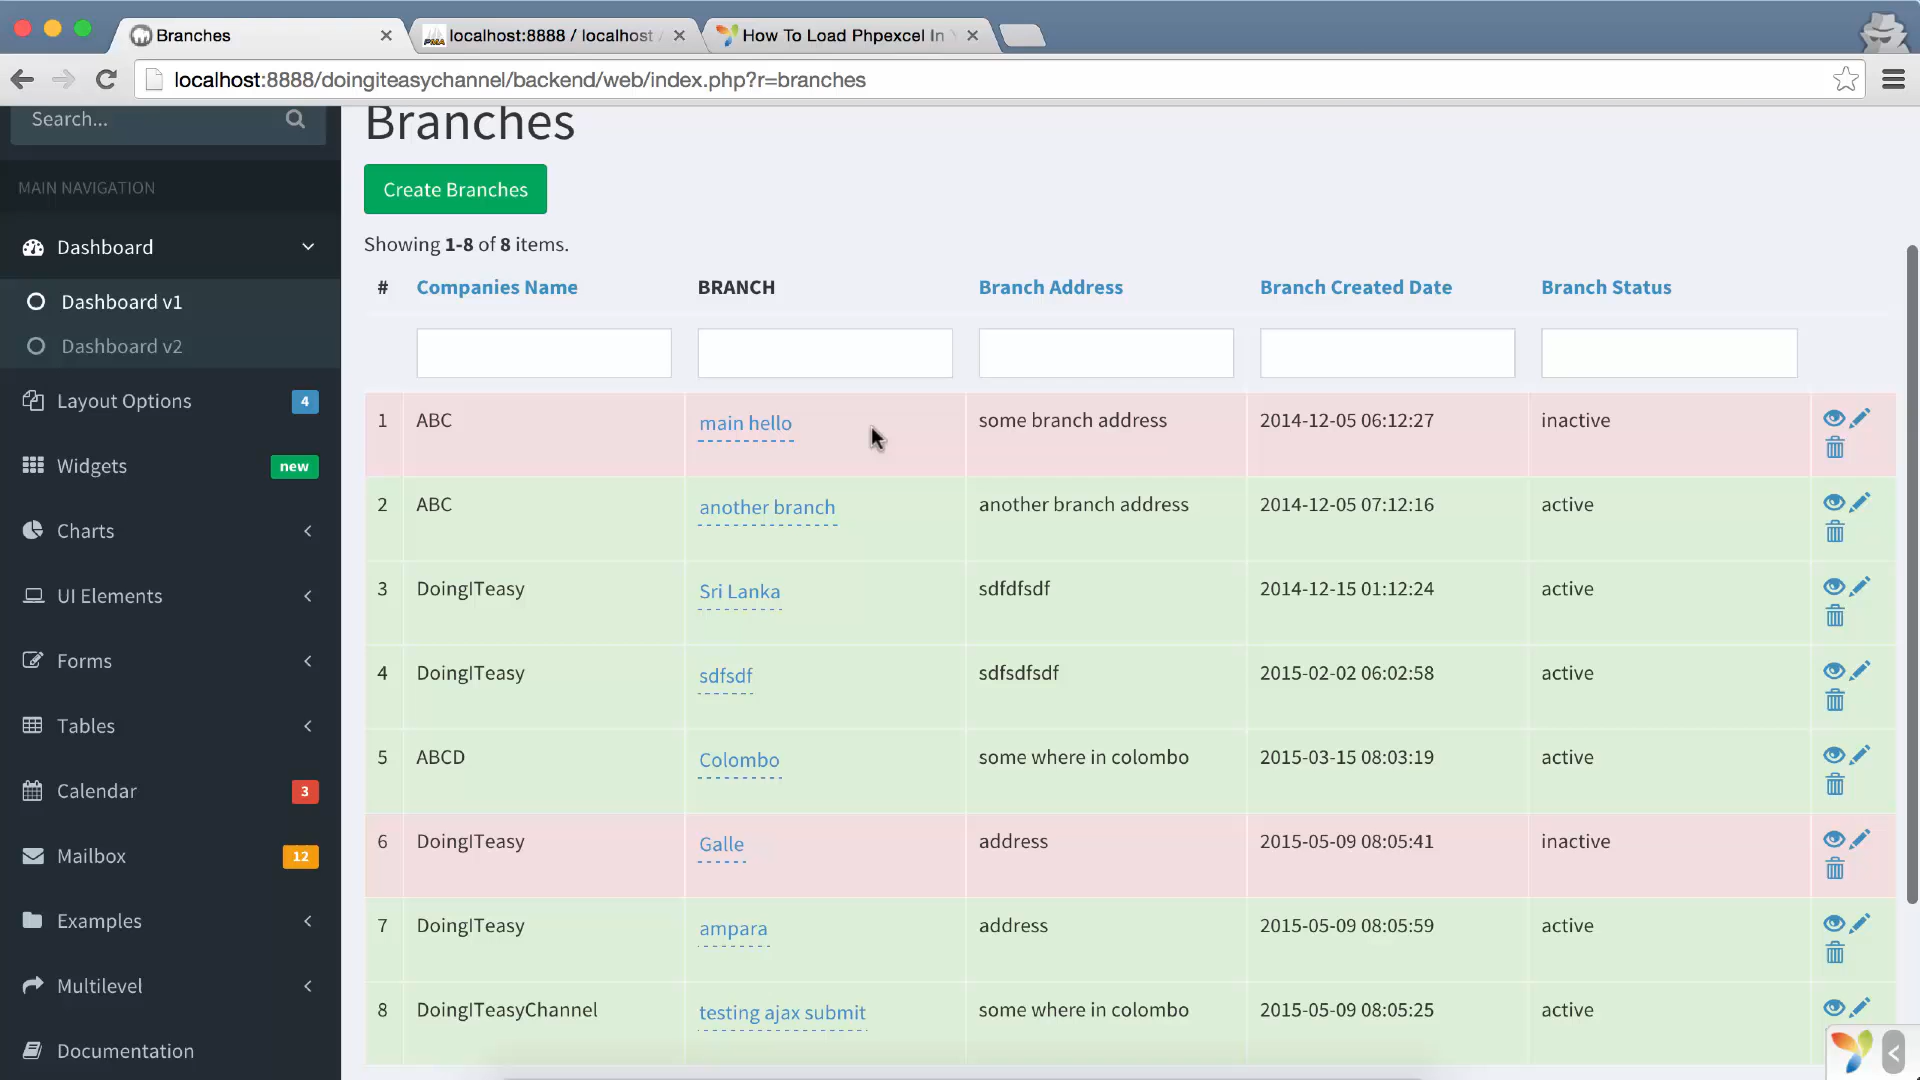 Branches
localhost:8888 / localhost /
How To Load Phpexcel In Y
localhost:8888/doingiteasychannel/backend/web/index.php?r=branches
Search...
MAIN NAVIGATION
Dashboard
Dashboard v1
Dashboard v2
Layout Options 4
Widgets new
Charts
UI Elements
Forms
Tables
Calendar 3
Mailbox 12
Examples
Multilevel
Documentation
Branches
Create Branches
Showing 1-8 of 8 items.
# Companies Name BRANCH Branch Address Branch Created Date Branch Status
1 ABC main hello some branch address 2014-12-05 06:12:27 inactive
2 ABC another branch another branch address 2014-12-05 07:12:16 active
3 DoingITeasy Sri Lanka sdfdfsdf 2014-12-15 01:12:24 active
4 DoingITeasy sdfsdf sdfsdfsdf 2015-02-02 06:02:58 active
5 ABCD Colombo some where in colombo 2015-03-15 08:03:19 active
6 DoingITeasy Galle address 2015-05-09 08:05:41 inactive
7 DoingITeasy ampara address 2015-05-09 08:05:59 active
8 DoingITeasyChannel testing ajax submit some where in colombo 2015-05-09 08:05:25 active